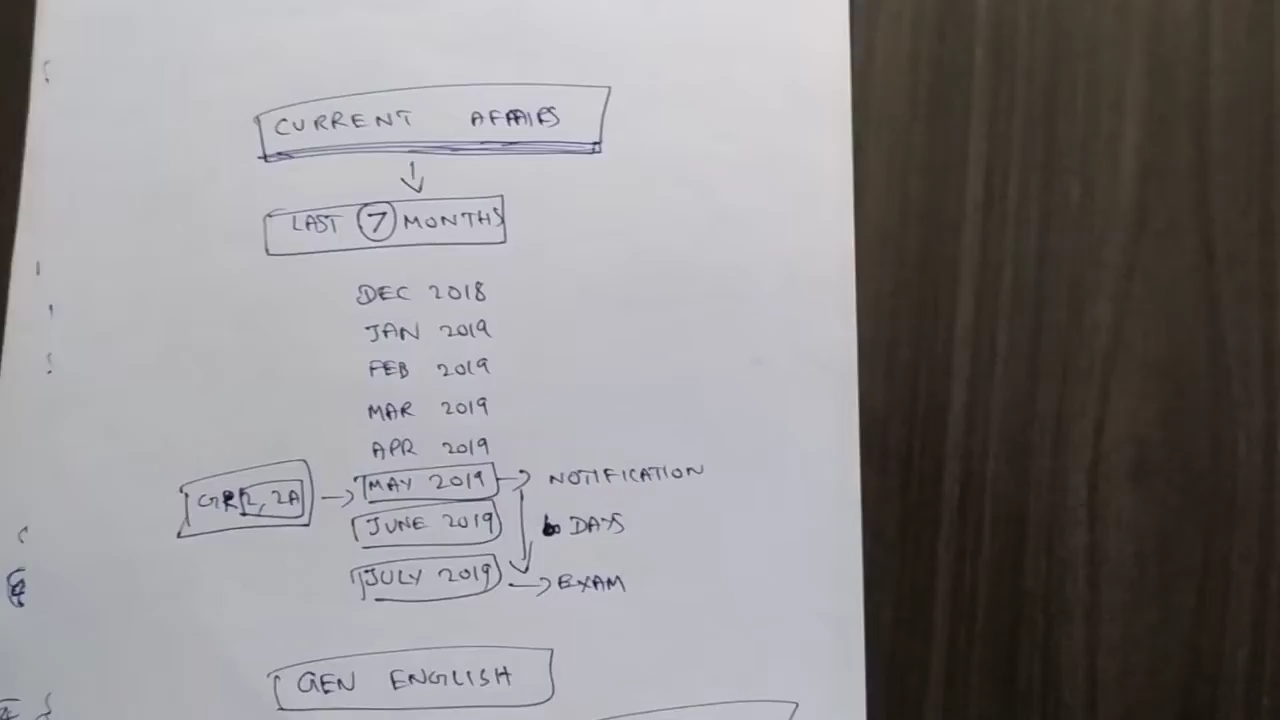 CURRENT AFFAIRS
LAST 7 MONTHS
DEC 2018
JAN 2019
FEB 2019
MAR 2019
APR 2019
GR 2, 2A → MAY 2019 → NOTIFICATION
JUNE 2019 60 DAYS
JULY 2019 → EXAM
GEN ENGLISH